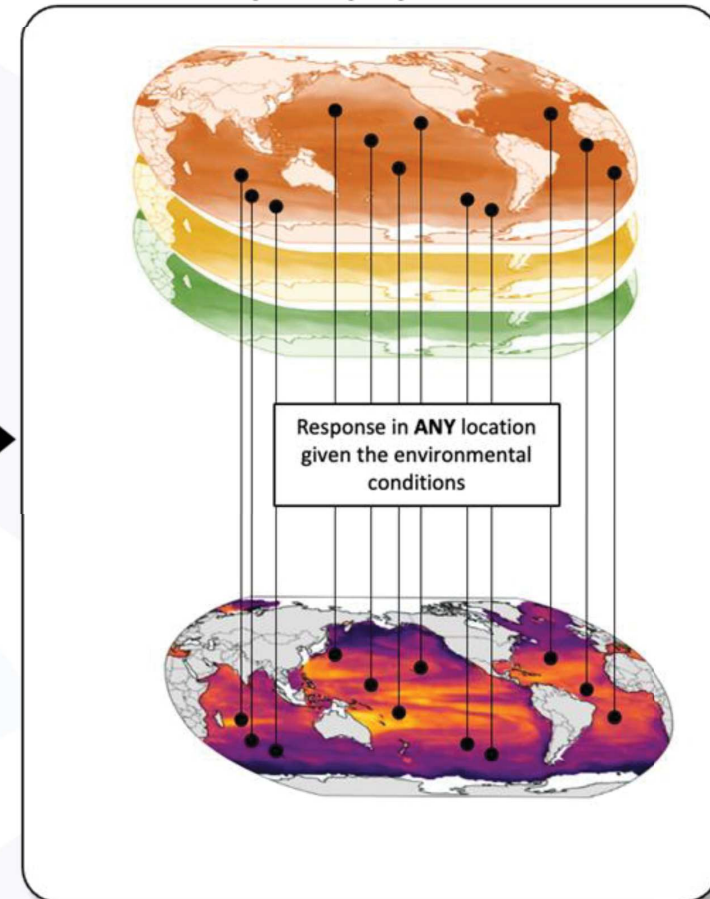 Response in ANY location
given the environmental
conditions